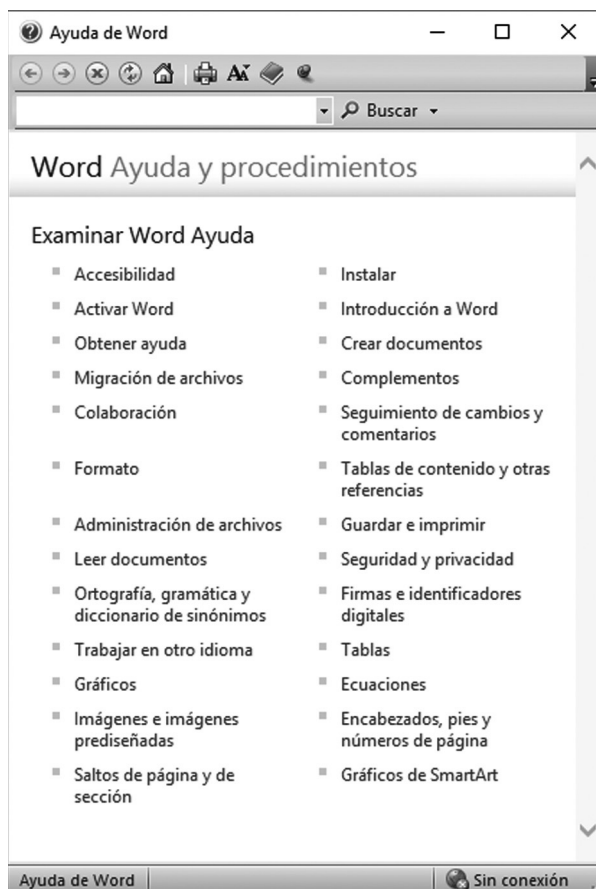 Ayuda de Word
Buscar
Word Ayuda y procedimientos
Examinar Word Ayuda
Accesibilidad
Instalar
Activar Word
Introducción a Word
Obtener ayuda
Crear documentos
Migración de archivos
Complementos
Colaboración
Seguimiento de cambios y
comentarios
Formato
Tablas de contenido y otras
referencias
Administración de archivos
Guardar e imprimir
Leer documentos
Seguridad y privacidad
Ortografía, gramática y
diccionario de sinónimos
Firmas e identificadores
digitales
Trabajar en otro idioma
Tablas
Gráficos
Ecuaciones
Imágenes e imágenes
prediseñadas
Encabezados, pies y
números de página
Saltos de página y de
sección
Gráficos de SmartArt
Ayuda de Word
Sin conexión